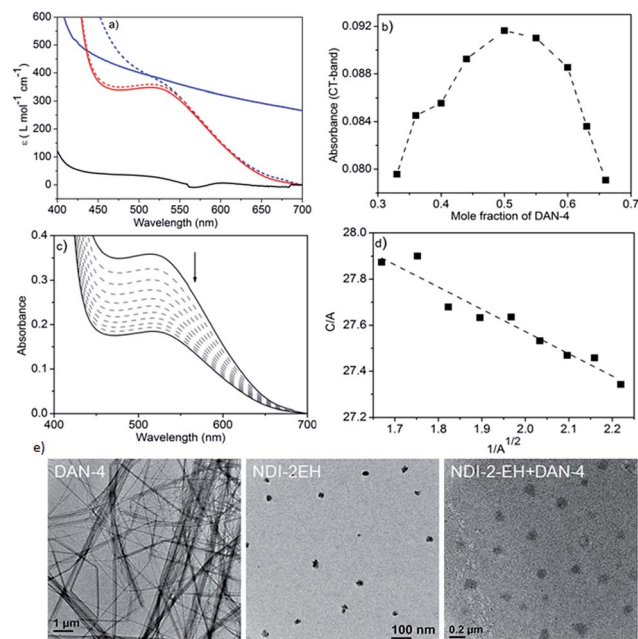 a)
600
500
400
300
200
100
0
ε ( L mol⁻¹ cm⁻¹ )
400 450 500 550 600 650 700
Wavelength (nm)
b)
0.092
0.088
0.084
0.080
Absorbance (CT-band)
0.3 0.4 0.5 0.6 0.7
Mole fraction of DAN-4
c)
0.4
0.3
0.2
0.1
0.0
Absorbance
400 500 600 700
Wavelength (nm)
d)
28.0
27.8
27.6
27.4
27.2
C/A
1.7 1.8 1.9 2.0 2.1 2.2
1/A^1/2
e)
DAN-4
1 µm
NDI-2EH
100 nm
NDI-2-EH+DAN-4
0.2 µm